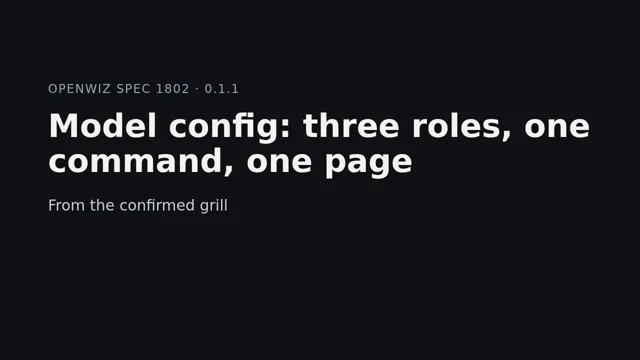 OPENWIZ SPEC 1802 · 0.1.1
Model config: three roles, one
command, one page
From the confirmed grill